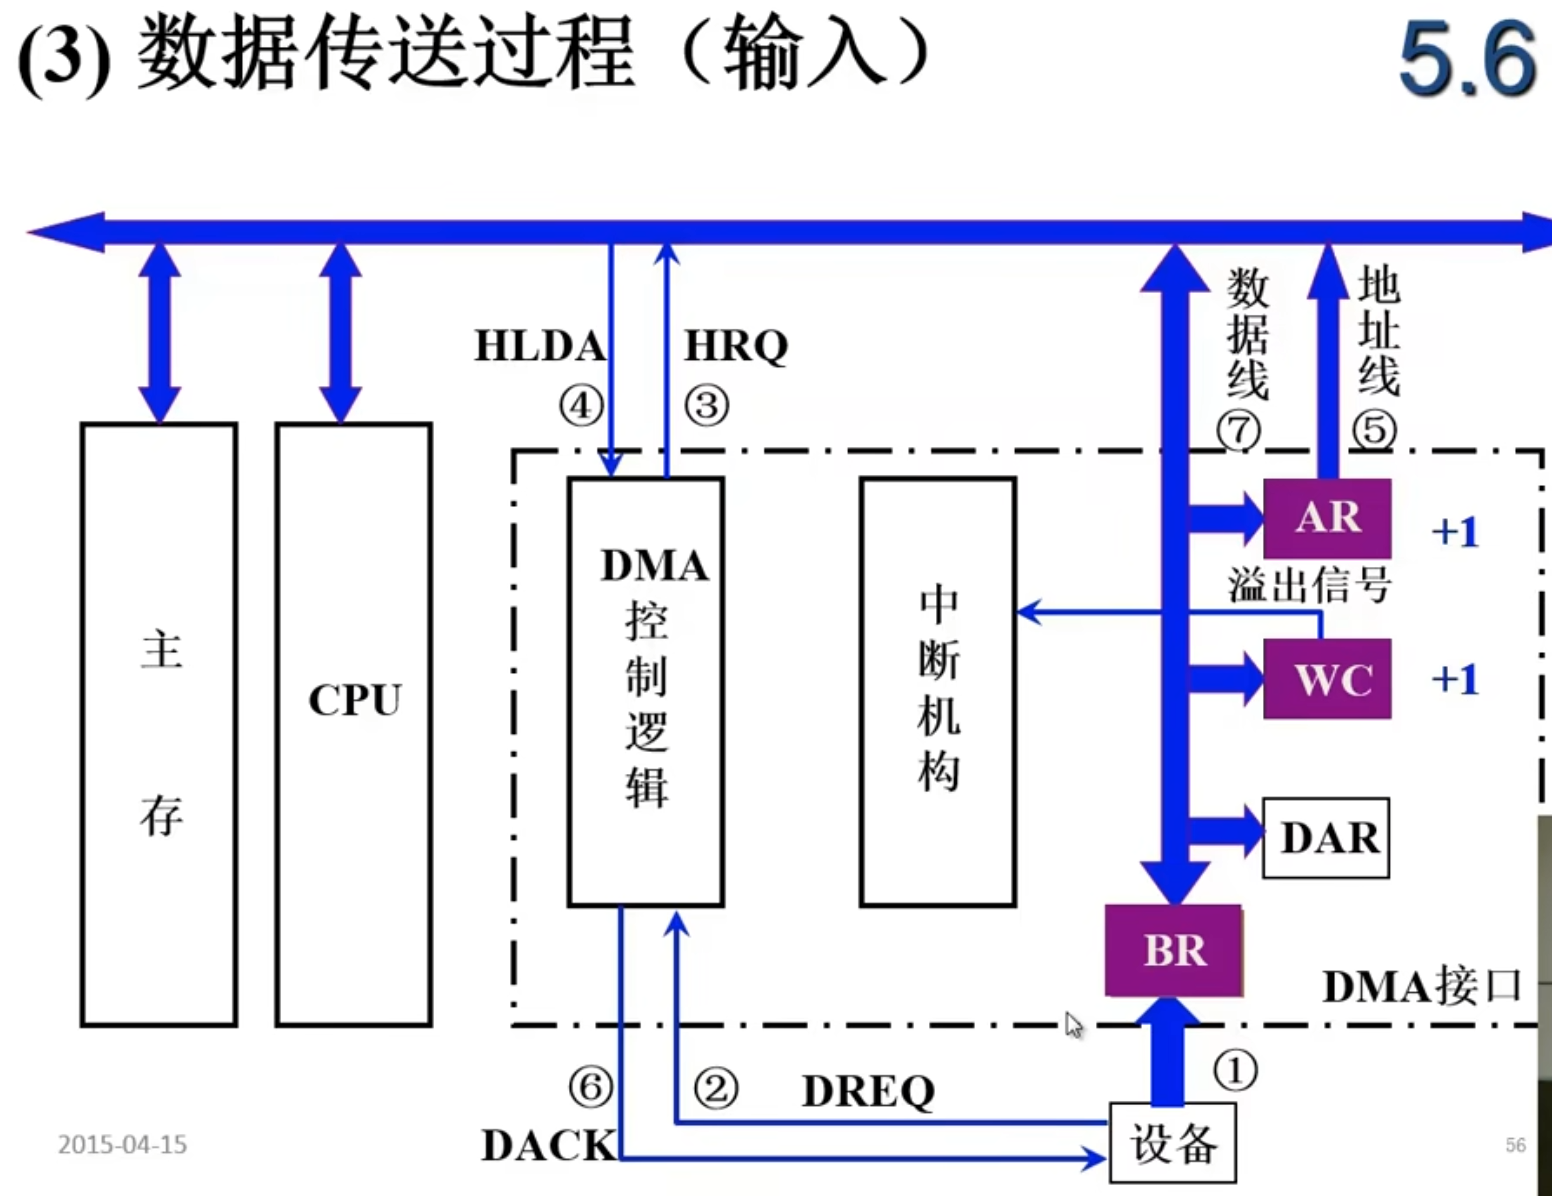 (3) 数据传送过程（输入）
5.6
HLDA
④
HRQ
③
数据线
⑦
地址线
⑤
主存
CPU
DMA
控制逻辑
中断机构
AR
+1
溢出信号
WC
+1
DAR
BR
DMA接口
⑥
②
DREQ
①
DACK
设备
2015-04-15
56